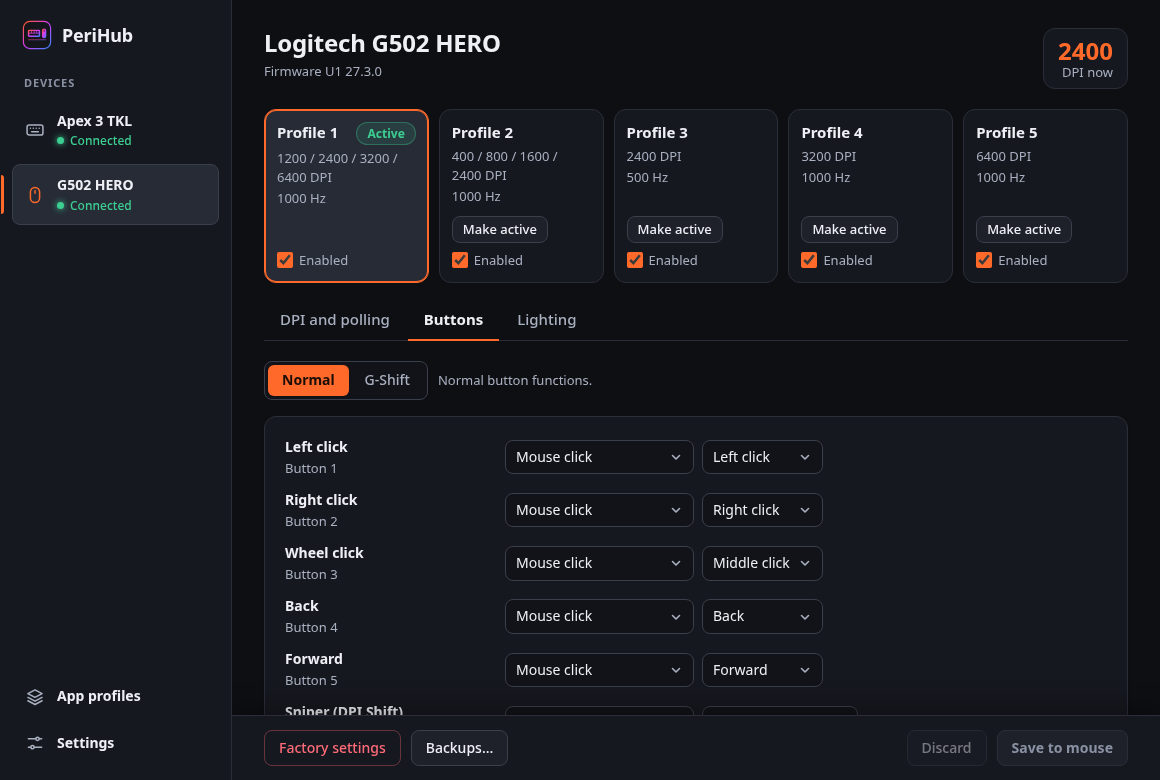 PeriHub
DEVICES
Apex 3 TKL
Connected
G502 HERO
Connected
App profiles
Settings
Logitech G502 HERO
Firmware U1 27.3.0
2400
DPI now
Profile 1 Active
1200 / 2400 / 3200 /
6400 DPI
1000 Hz
Enabled
Profile 2
400 / 800 / 1600 /
2400 DPI
1000 Hz
Make active
Enabled
Profile 3
2400 DPI
500 Hz
Make active
Enabled
Profile 4
3200 DPI
1000 Hz
Make active
Enabled
Profile 5
6400 DPI
1000 Hz
Make active
Enabled
DPI and polling Buttons Lighting
Normal G-Shift Normal button functions.
Left click
Button 1
Mouse click Left click
Right click
Button 2
Mouse click Right click
Wheel click
Button 3
Mouse click Middle click
Back
Button 4
Mouse click Back
Forward
Button 5
Mouse click Forward
Sniper (DPI Shift)
Factory settings Backups... Discard Save to mouse